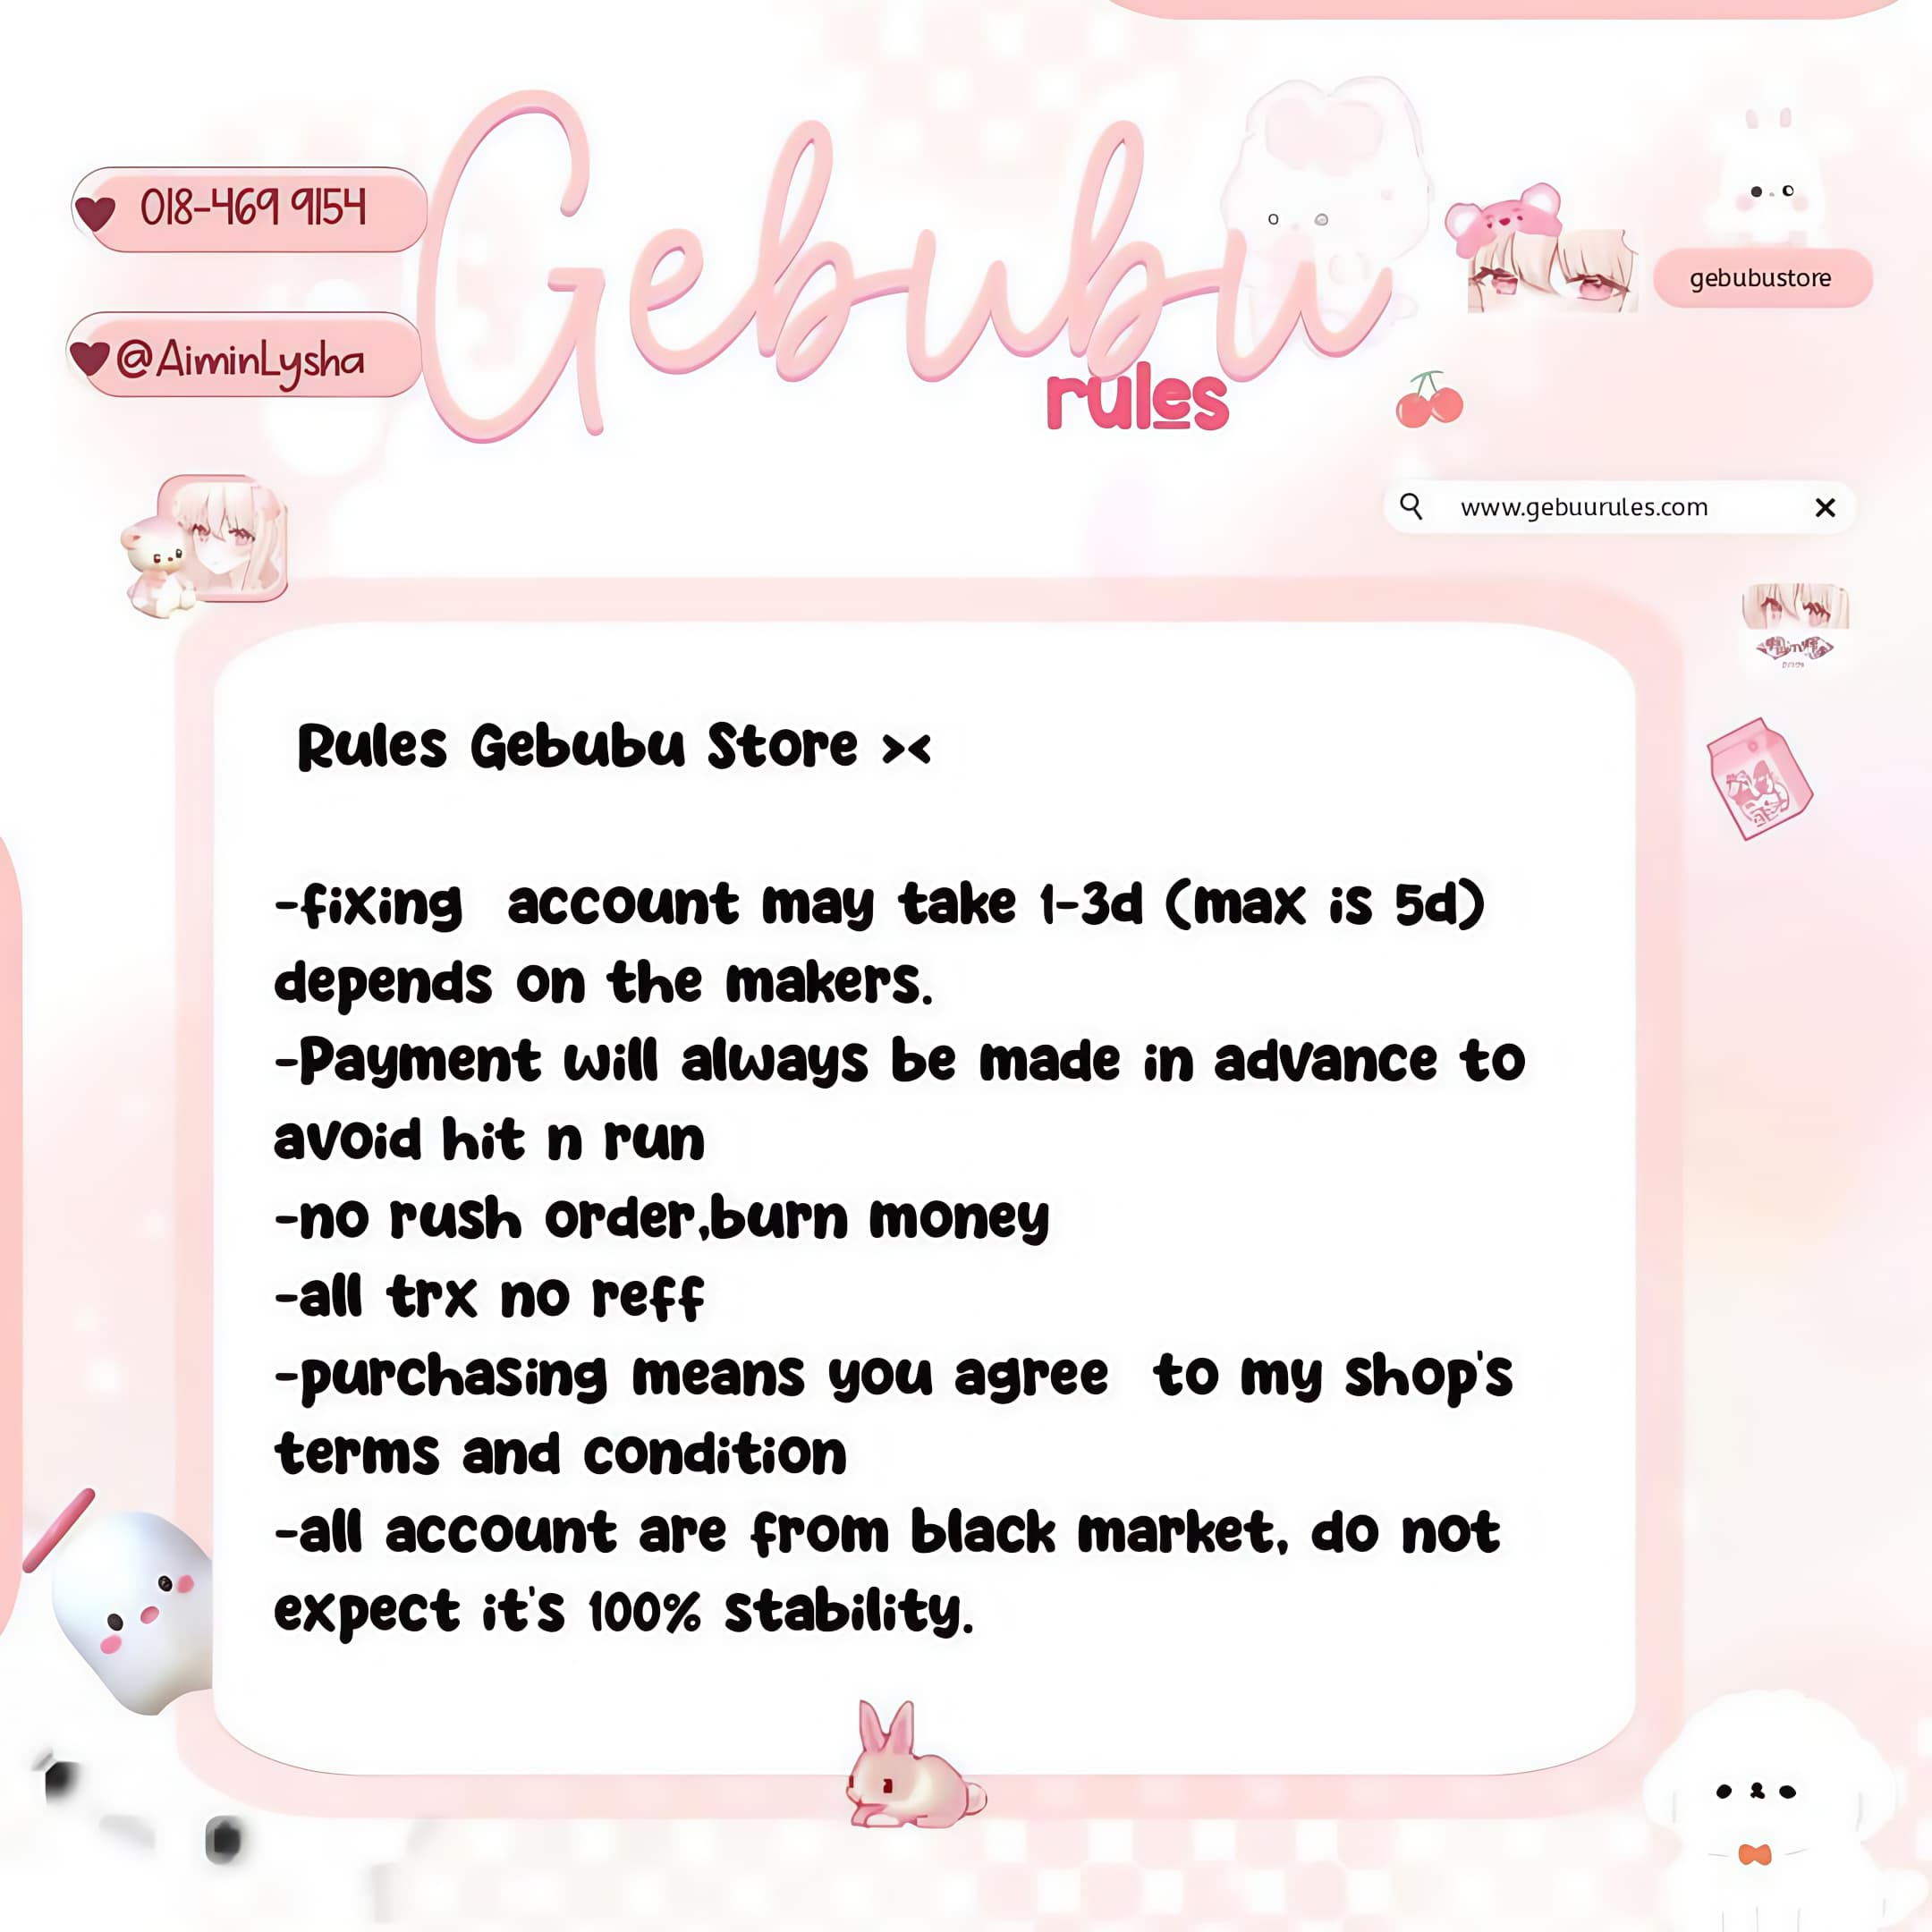 018-469 9154
@AiminLysha
Gebubu
rules
gebubustore
www.gebuurules.com
Rules Gebubu Store ><
-fixing account may take 1-3d (max is 5d)
depends on the makers.
-Payment will always be made in advance to
avoid hit n run
-no rush order,burn money
-all trx no reff
-purchasing means you agree to my shop's
terms and condition
-all account are from black market, do not
expect it's 100% stability.